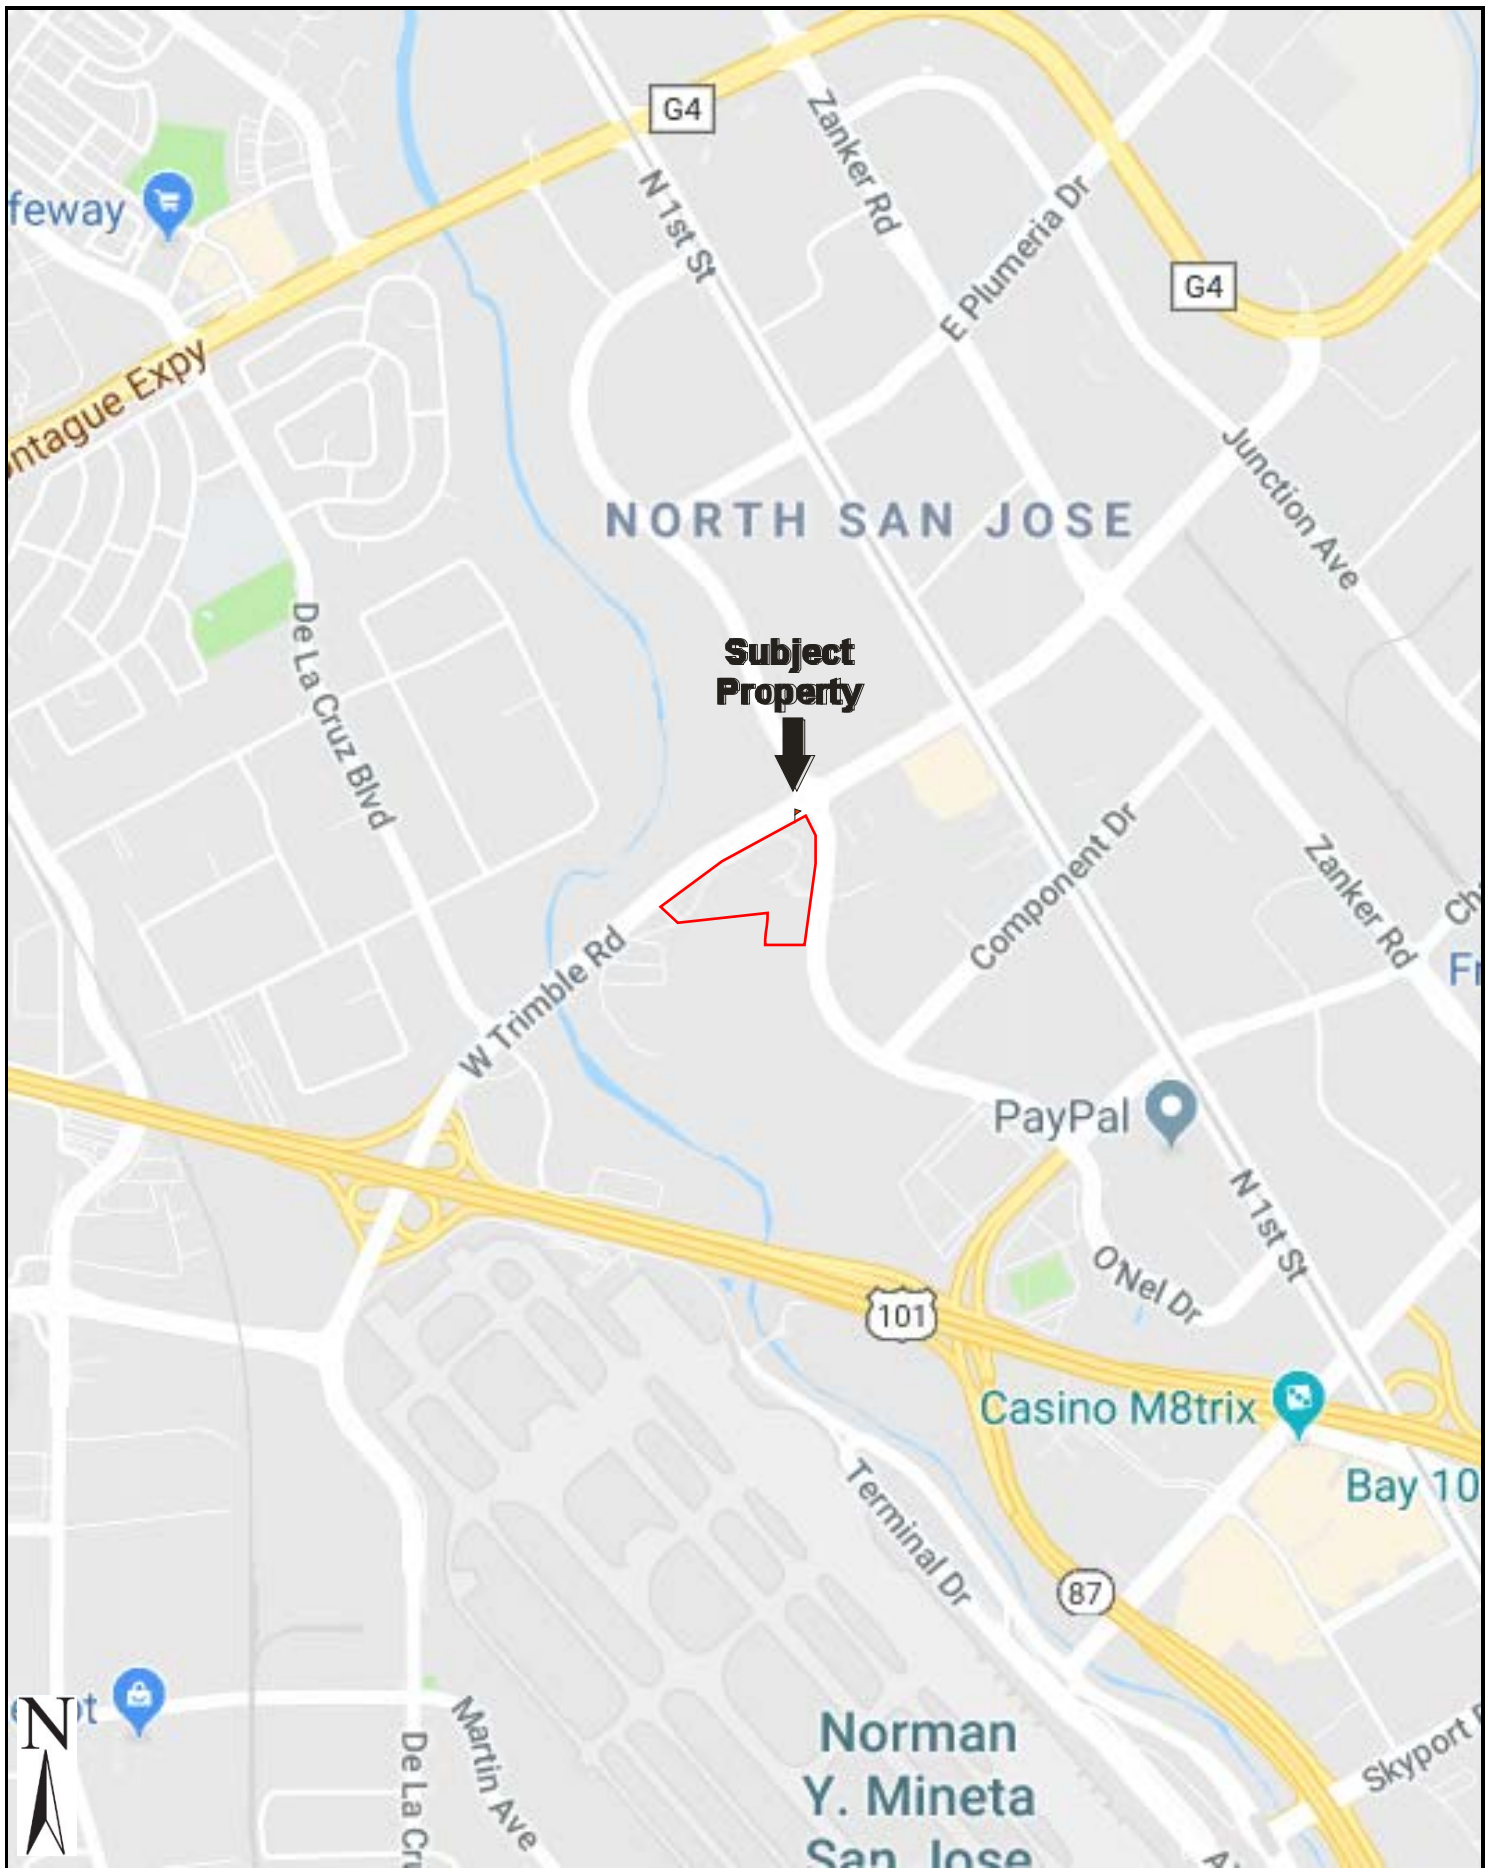 G4
Zanker Rd
N 1st St
feway
E Plumeria Dr
G4
ntague Expy
Junction Ave
NORTH SAN JOSE
De La Cruz Blvd
Subject
Property
Component Dr
Zanker Rd
Ch
Fr
W Trimble Rd
PayPal
N 1st St
O'Nel Dr
101
Casino M8trix
Bay 10
Terminal Dr
87
N
t
Martin Ave
De La Cru
Norman
Y. Mineta
San Jose
Skyport